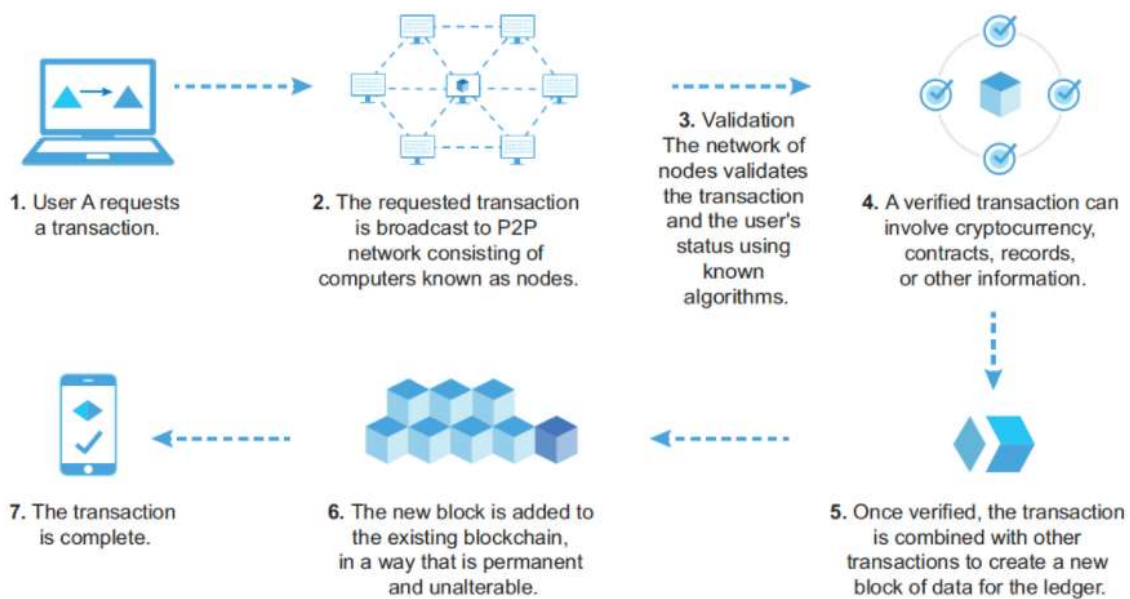 1. User A requests
a transaction.
2. The requested transaction
is broadcast to P2P
network consisting of
computers known as nodes.
3. Validation
The network of
nodes validates
the transaction
and the user's
status using
known
algorithms.
4. A verified transaction can
involve cryptocurrency,
contracts, records,
or other information.
5. Once verified, the transaction
is combined with other
transactions to create a new
block of data for the ledger.
6. The new block is added to
the existing blockchain,
in a way that is permanent
and unalterable.
7. The transaction
is complete.